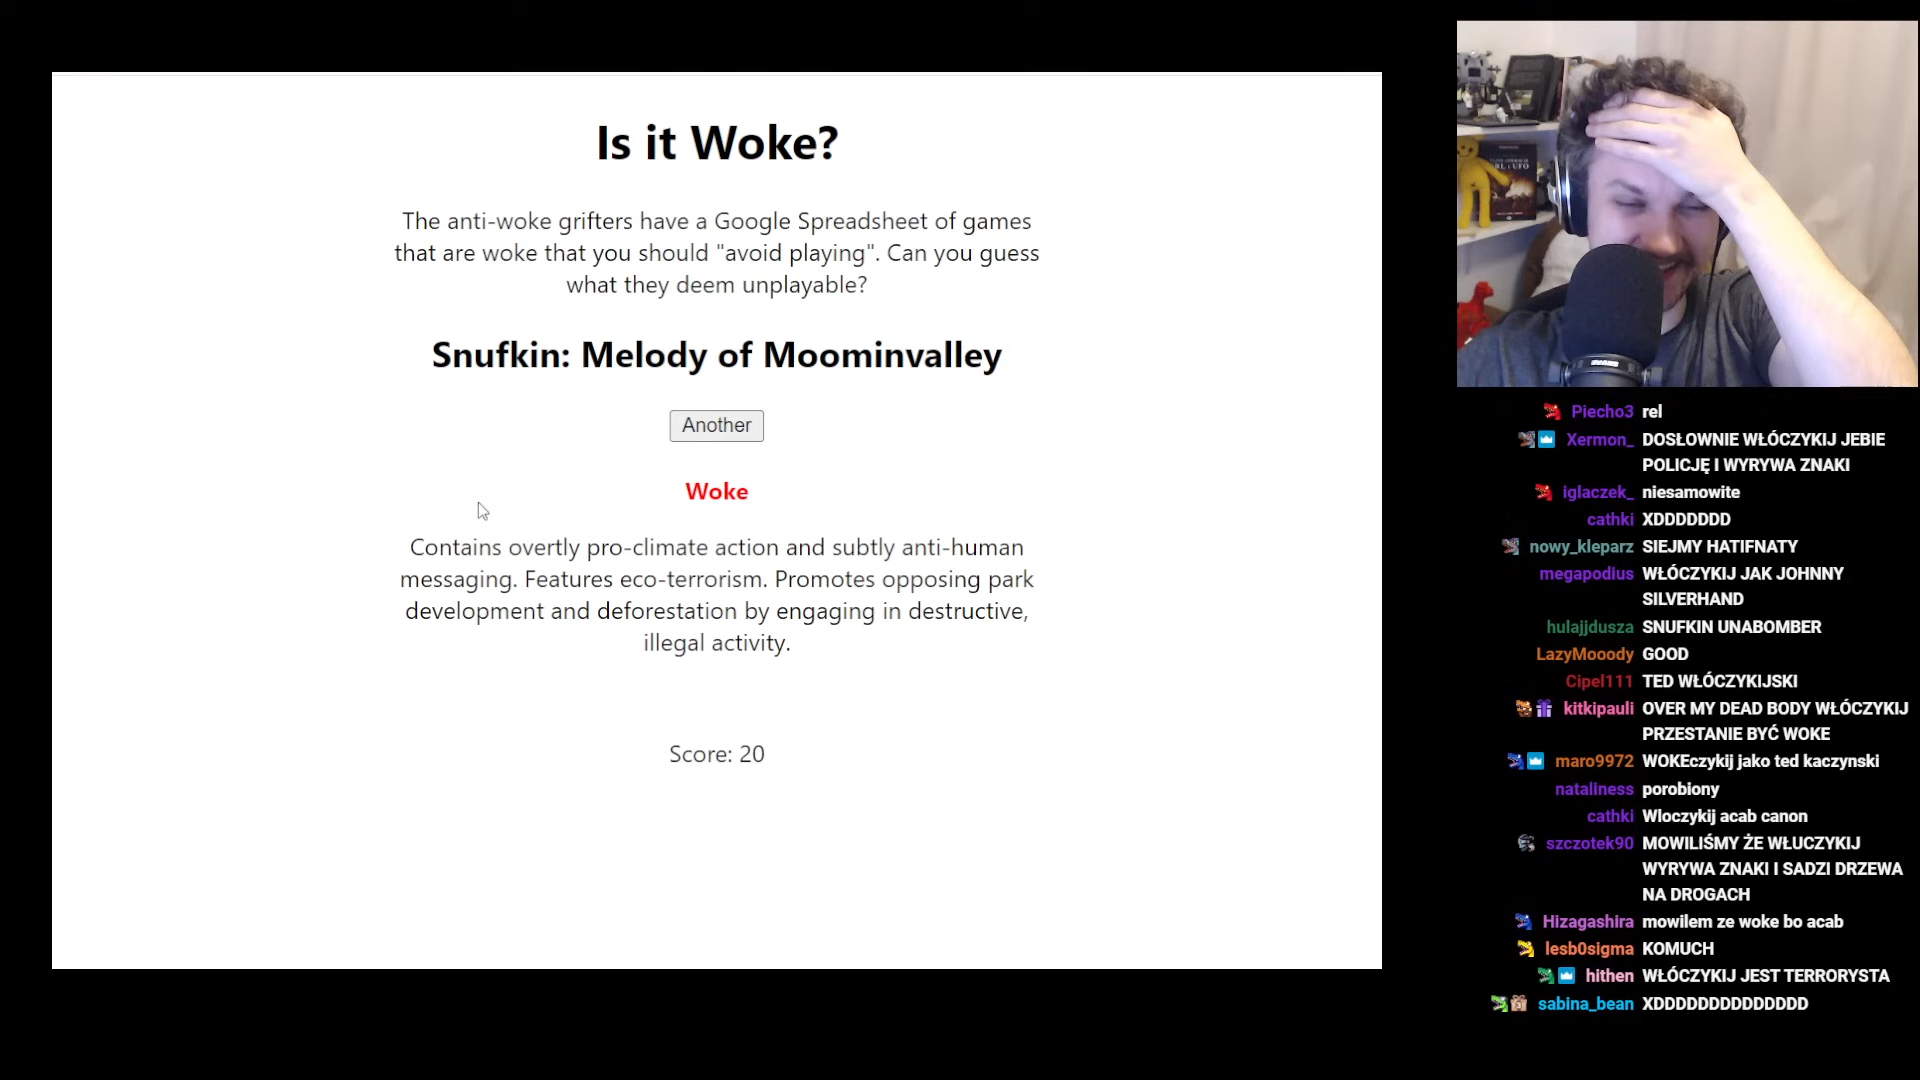 Is it Woke?
The anti-woke grifters have a Google Spreadsheet of games
that are woke that you should "avoid playing". Can you guess
what they deem unplayable?
Snufkin: Melody of Moominvalley
Another
Woke
Contains overtly pro-climate action and subtly anti-human
messaging. Features eco-terrorism. Promotes opposing park
development and deforestation by engaging in destructive,
illegal activity.
Score: 20
Piecho3 rel
Xermon_ DOSŁOWNIE WŁÓCZYKIJ JEBIE
POLICJĘ I WYRYWA ZNAKI
iglaczek_ niesamowite
cathki XDDDDDDD
nowy_kleparz SIEJMY HATIFNATY
megapodius WŁÓCZYKIJ JAK JOHNNY
SILVERHAND
hulajjdusza SNUFKIN UNABOMBER
LazyMooody GOOD
Cipel111 TED WŁÓCZYKIJSKI
kitkipauli OVER MY DEAD BODY WŁÓCZYKIJ
PRZESTANIE BYĆ WOKE
maro9972 WOKEczykij jako ted kaczynski
nataliness porobiony
cathki Wloczykij acab canon
szczotek90 MOWILIŚMY ŻE WŁUCZYKIJ
WYRYWA ZNAKI I SADZI DRZEWA
NA DROGACH
Hizagashira mowilem ze woke bo acab
lesb0sigma KOMUCH
hithen WŁÓCZYKIJ JEST TERRORYSTA
sabina_bean XDDDDDDDDDDDDDD